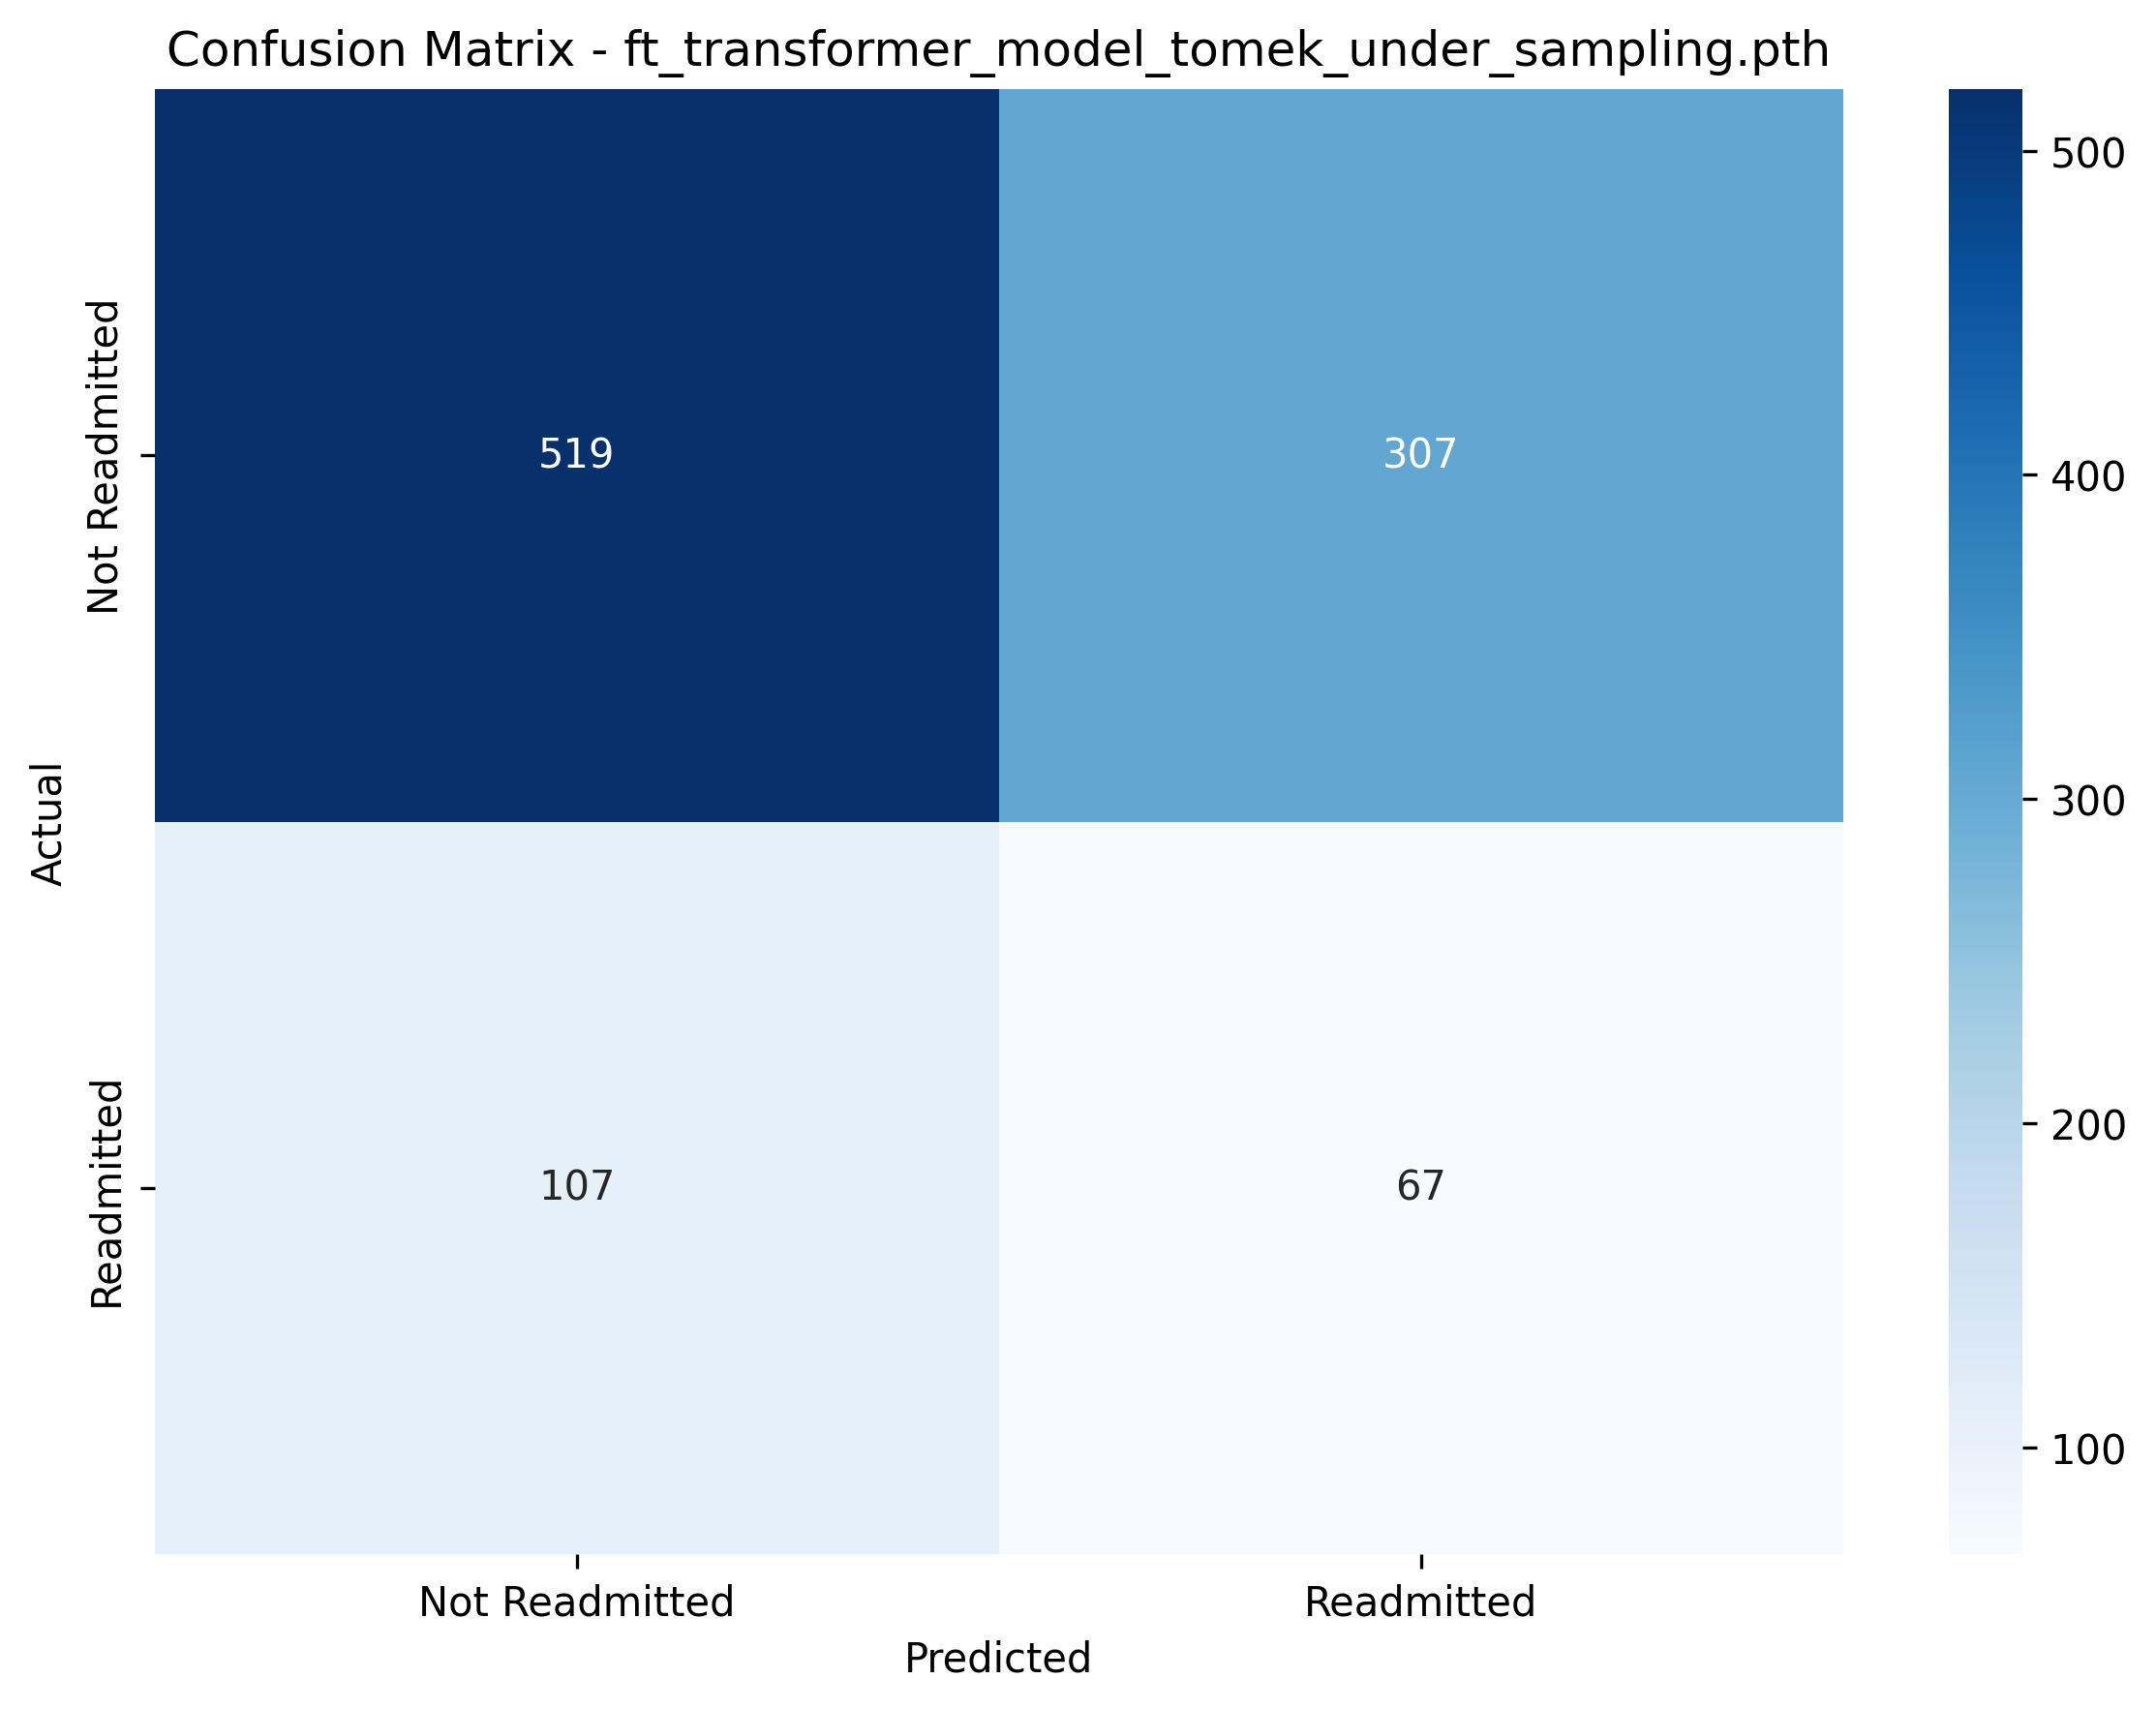 Confusion Matrix - ft_transformer_model_tomek_under_sampling.pth
Actual
Not Readmitted
Readmitted
519
307
107
67
Not Readmitted
Readmitted
Predicted
500
400
300
200
100